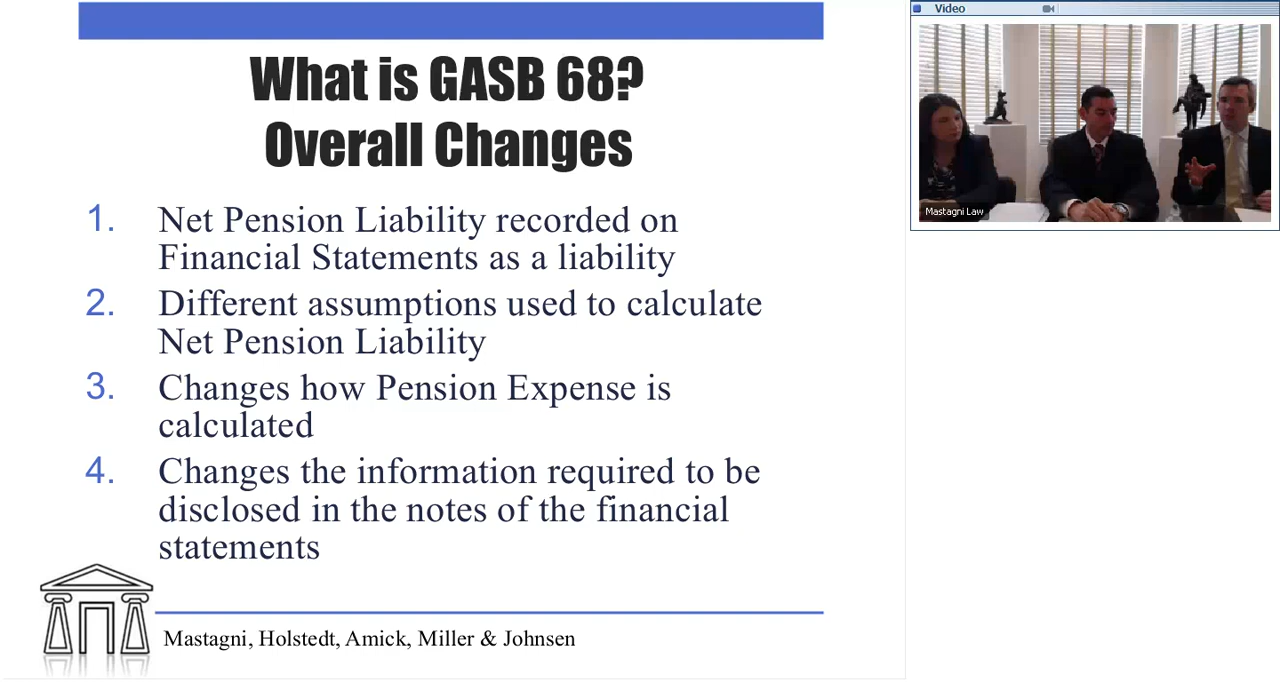 What is GASB 68?
Overall Changes
1. Net Pension Liability recorded on
Financial Statements as a liability
2. Different assumptions used to calculate
Net Pension Liability
3. Changes how Pension Expense is
calculated
4. Changes the information required to be
disclosed in the notes of the financial
statements
Mastagni, Holstedt, Amick, Miller & Johnsen
Video
Mastagni Law